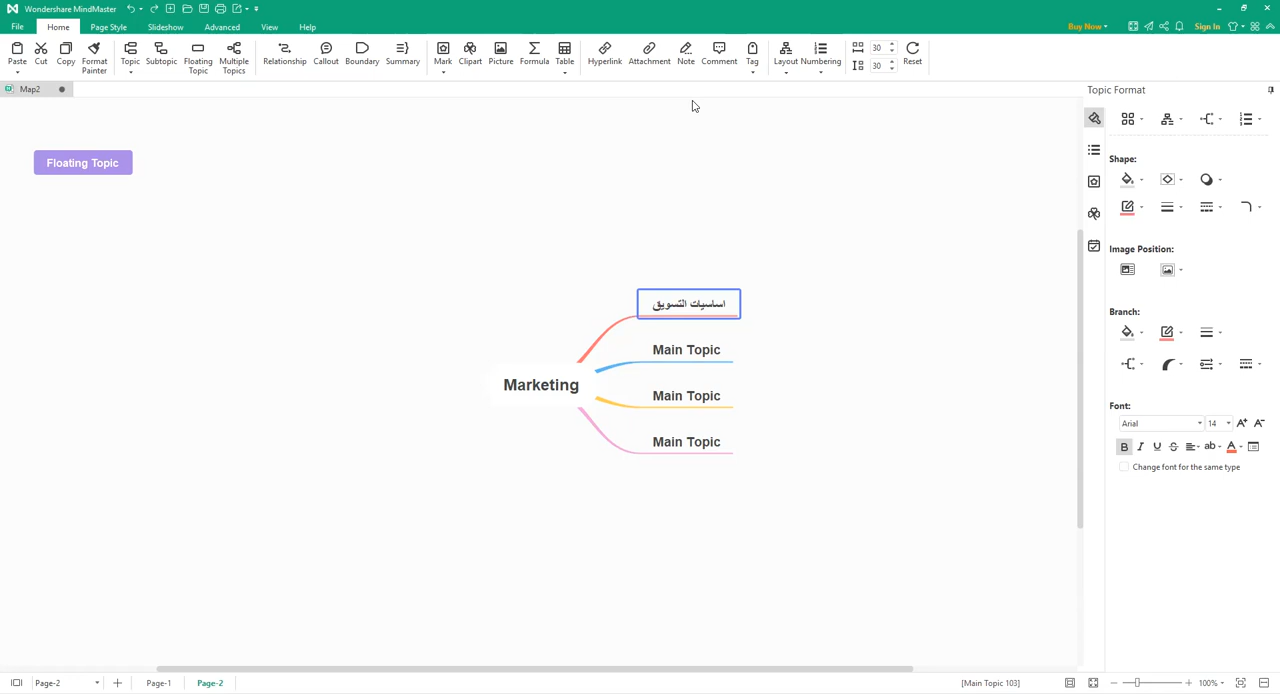 Wondershare MindMaster
File Home Page Style Slideshow Advanced View Help Buy Now Sign In
Paste Cut Copy Format Painter Topic Subtopic Floating Topic Multiple Topics Relationship Callout Boundary Summary Mark Clipart Picture Formula Table Hyperlink Attachment Note Comment Tag Layout Numbering 30 30 Reset
Map2
Topic Format
Floating Topic
Shape:
Image Position:
اساسيات التسويق
Branch:
Main Topic
Marketing
Main Topic
Main Topic
Font:
Arial 14
B I U S ab A
Change font for the same type
Page-2 Page-1 Page-2 [Main Topic 103] 100%